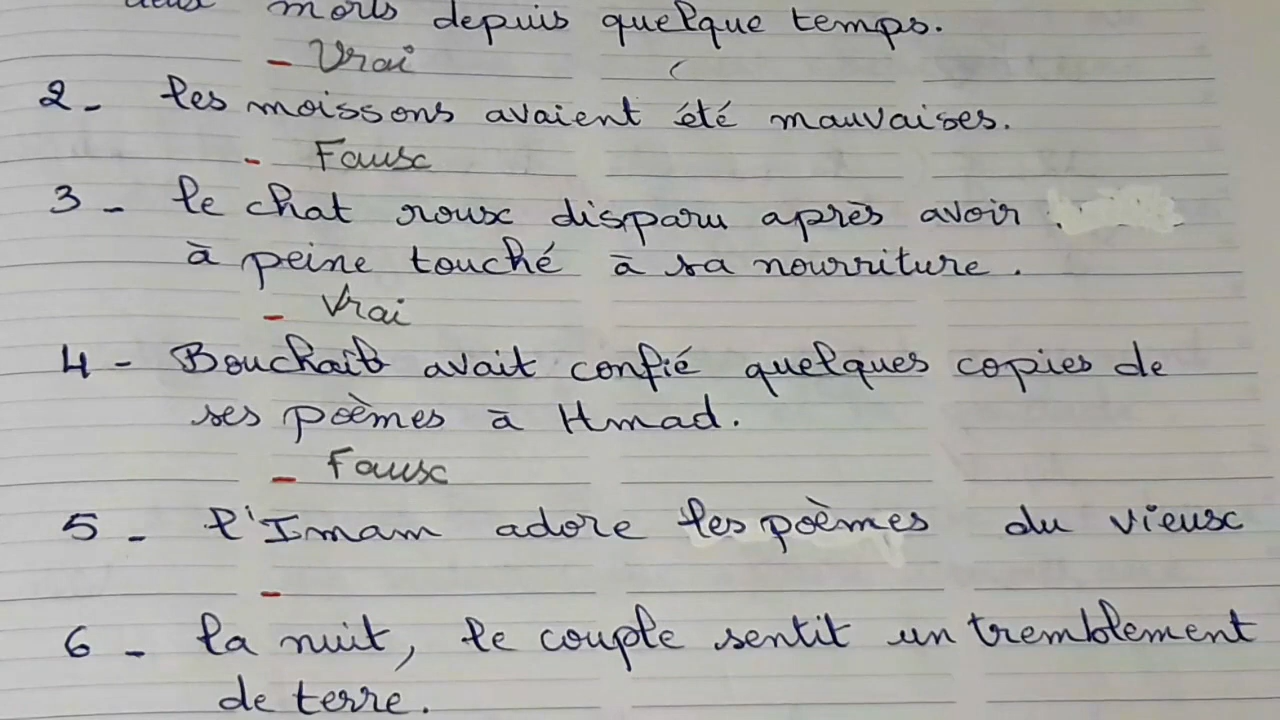 deux morts depuis quelque temps.
- Vrai
2 - les moissons avaient été mauvaises.
- Faux
3 - le chat roux disparu après avoir
à peine touché à sa nourriture.
- Vrai
4 - Bouchaib avait confié quelques copies de
ses poèmes à Hmad.
- Faux
5 - l'Imam adore les poèmes du vieux
-
6 - la nuit, le couple sentit un tremblement
de terre.